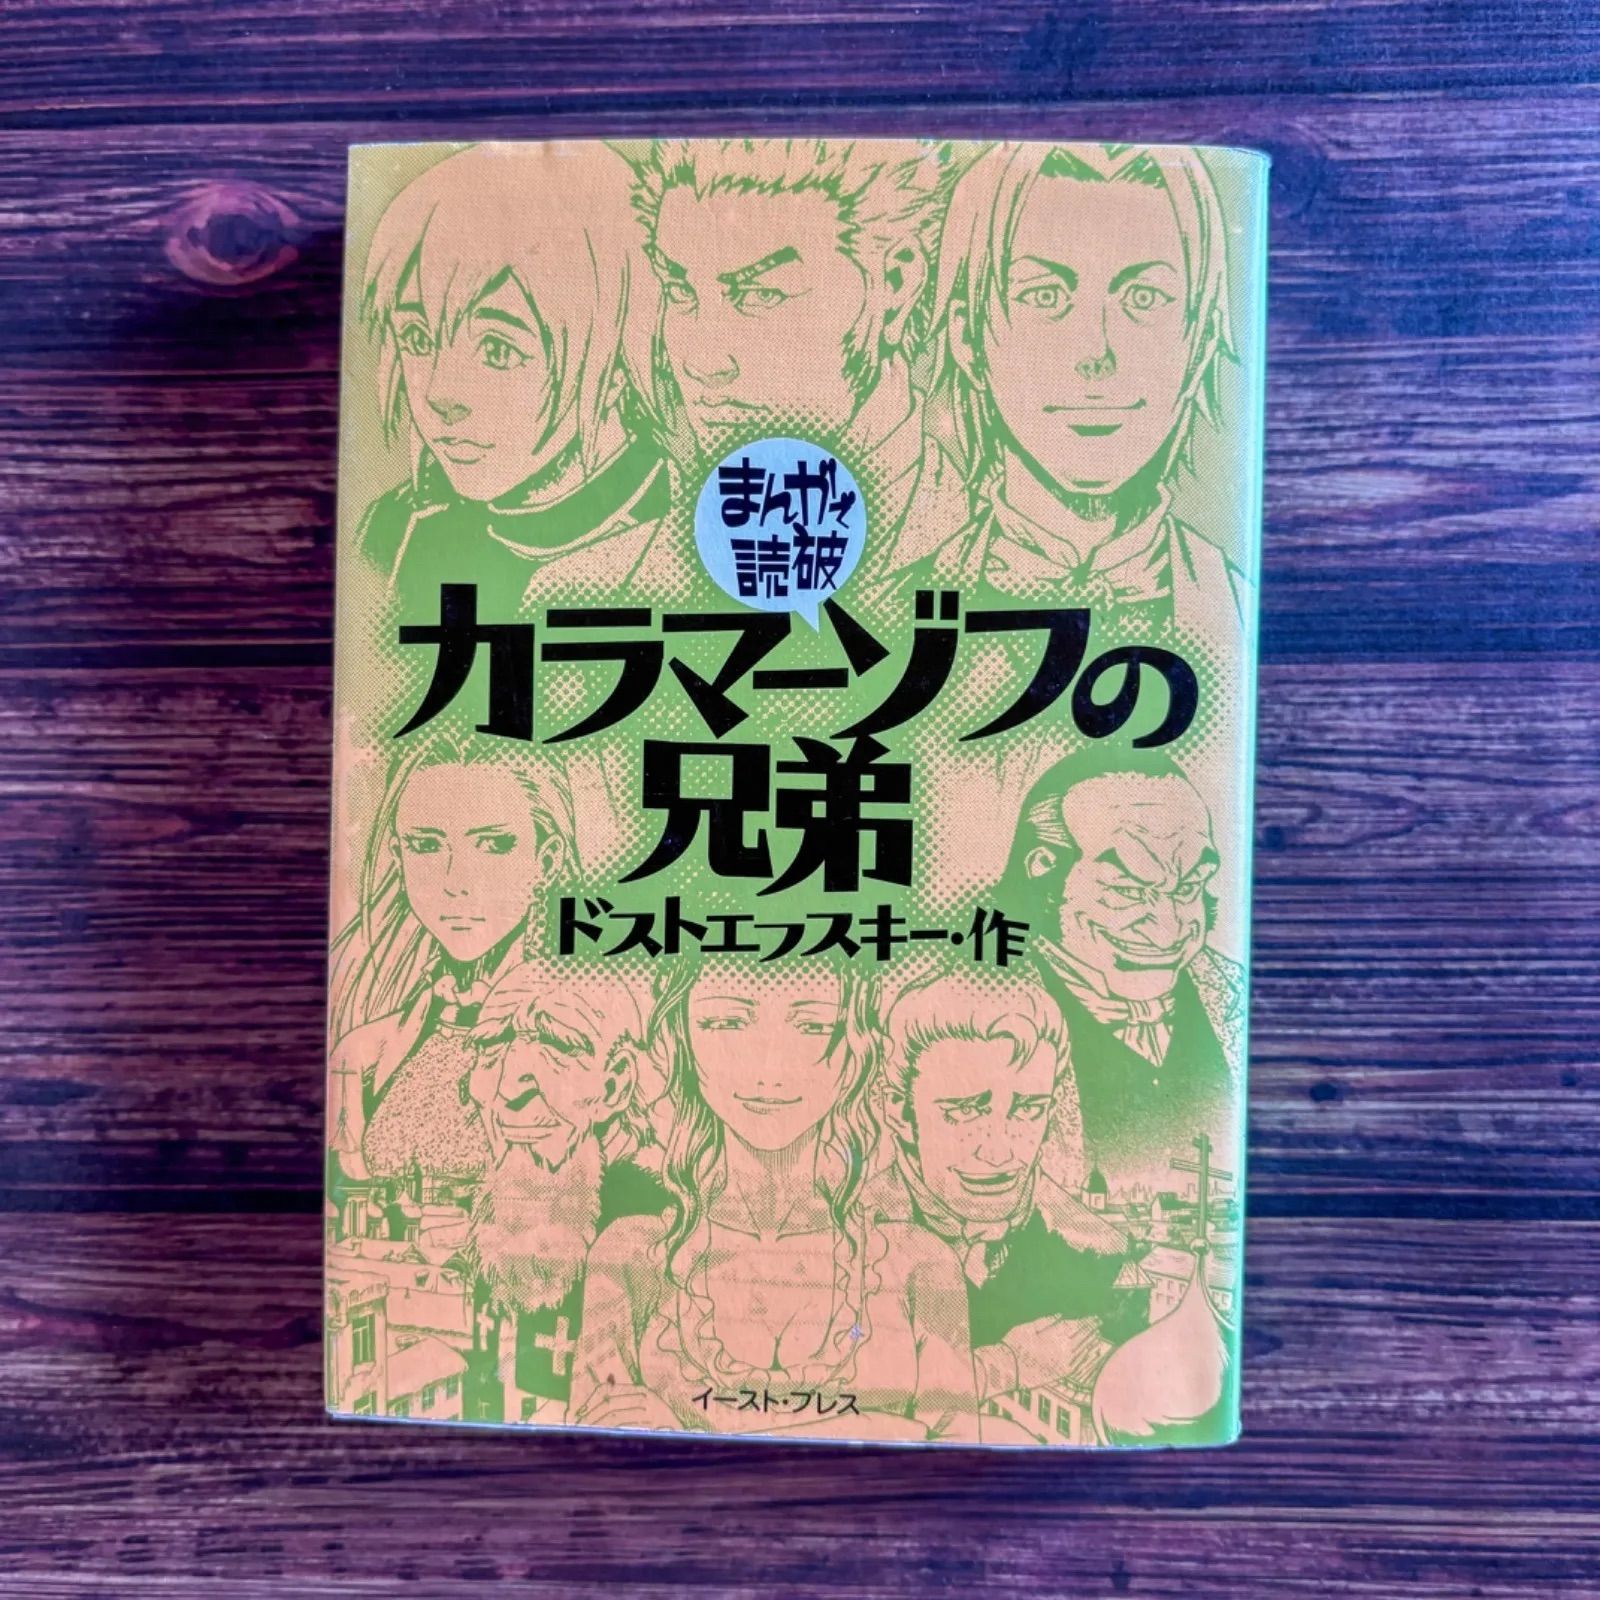 まんがで
読破
カラマーゾフの
兄弟
ドストエフスキー・作
イースト・プレス